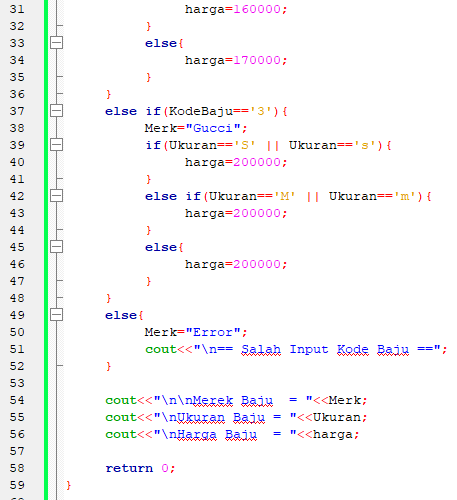 31                harga=160000;
32            }
33            else{
34                harga=170000;
35            }
36        }
37        else if(KodeBaju=='3'){
38            Merk="Gucci";
39            if(Ukuran=='S' || Ukuran=='s'){
40                harga=200000;
41            }
42            else if(Ukuran=='M' || Ukuran=='m'){
43                harga=200000;
44            }
45            else{
46                harga=200000;
47            }
48        }
49        else{
50            Merk="Error";
51            cout<<"\n== Salah Input Kode Baju ==";
52        }
53
54        cout<<"\n\nMerek Baju  = "<<Merk;
55        cout<<"\nUkuran Baju = "<<Ukuran;
56        cout<<"\nHarga Baju  = "<<harga;
57
58        return 0;
59    }